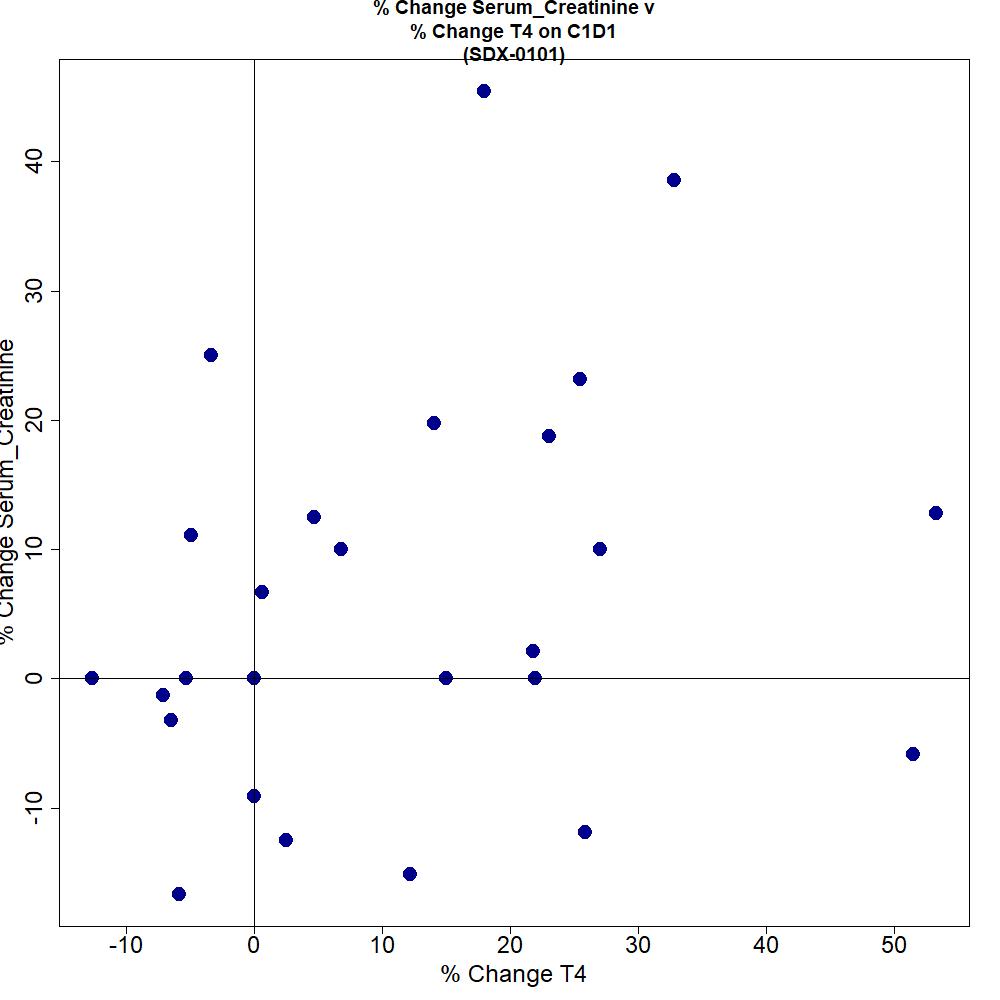 % Change Serum_Creatinine v
% Change T4 on C1D1
(SDX-0101)
% Change Serum_Creatinine
40
30
20
10
0
-10
-10 0 10 20 30 40 50
% Change T4